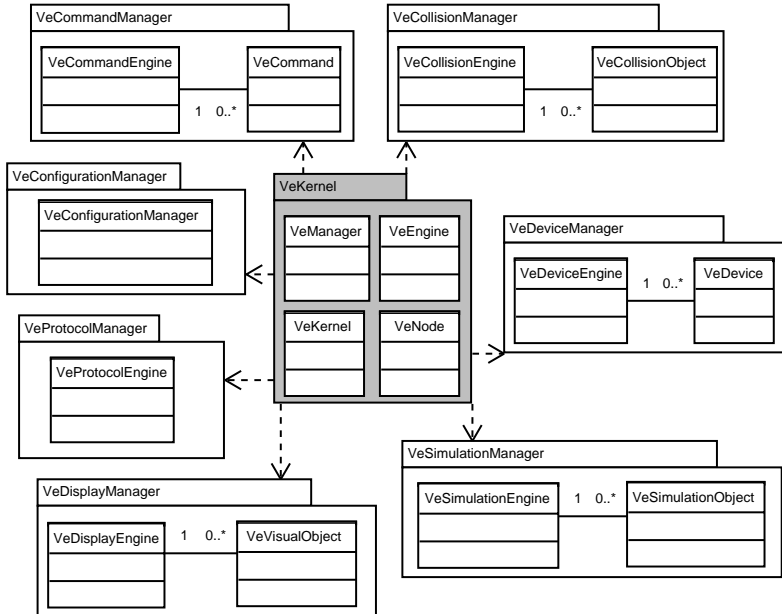 VeCommandManager
VeCommandEngine
VeCommand
1 0..*
VeCollisionManager
VeCollisionEngine
VeCollisionObject
1 0..*
VeConfigurationManager
VeConfigurationManager
VeKernel
VeManager
VeEngine
VeKernel
VeNode
VeDeviceManager
VeDeviceEngine
1 0..*
VeDevice
VeProtocolManager
VeProtocolEngine
VeSimulationManager
VeSimulationEngine
1 0..*
VeSimulationObject
VeDisplayManager
VeDisplayEngine
1 0..*
VeVisualObject